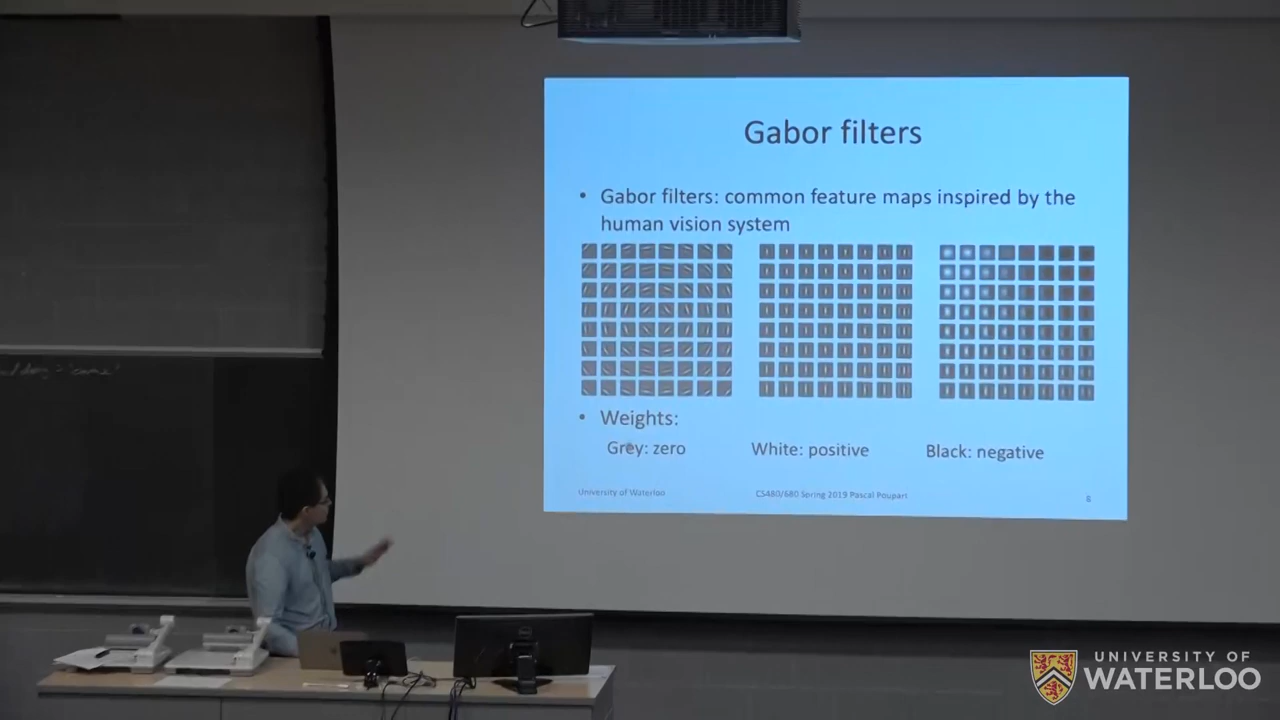 Gabor filters
• Gabor filters: common feature maps inspired by the
human vision system
• Weights:
Grey: zero
White: positive
Black: negative
University of Waterloo
CS480/680 Spring 2019 Pascal Poupart
8
UNIVERSITY OF
WATERLOO